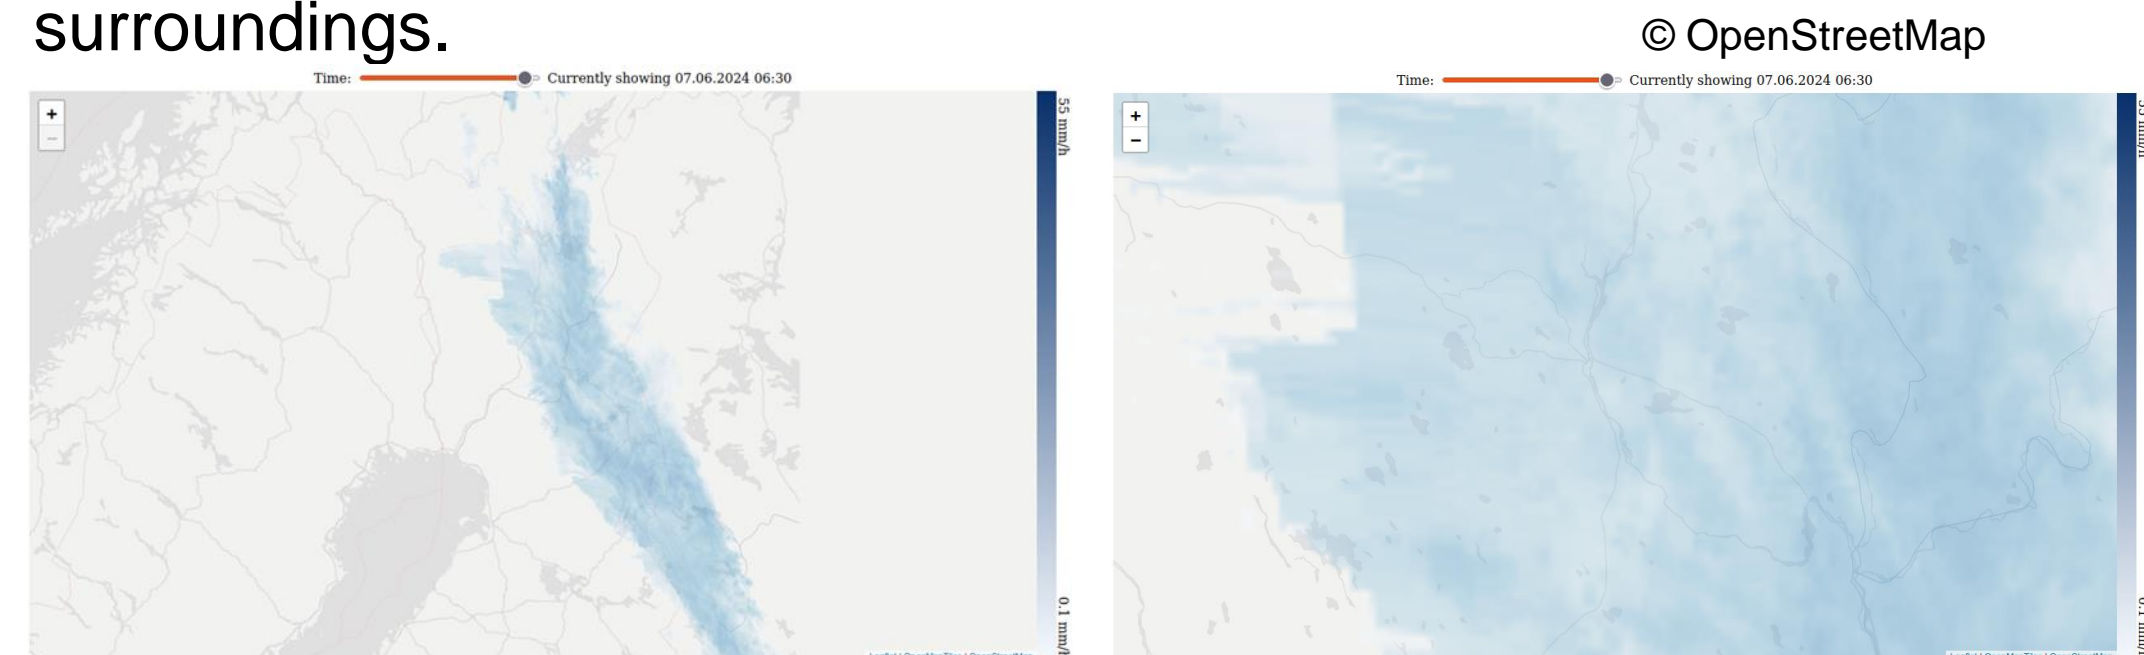 surroundings.
© OpenStreetMap
Time: Currently showing 07.06.2024 06:30
+
−
55 mm/h
0.1 mm/h
Time: Currently showing 07.06.2024 06:30
+
−